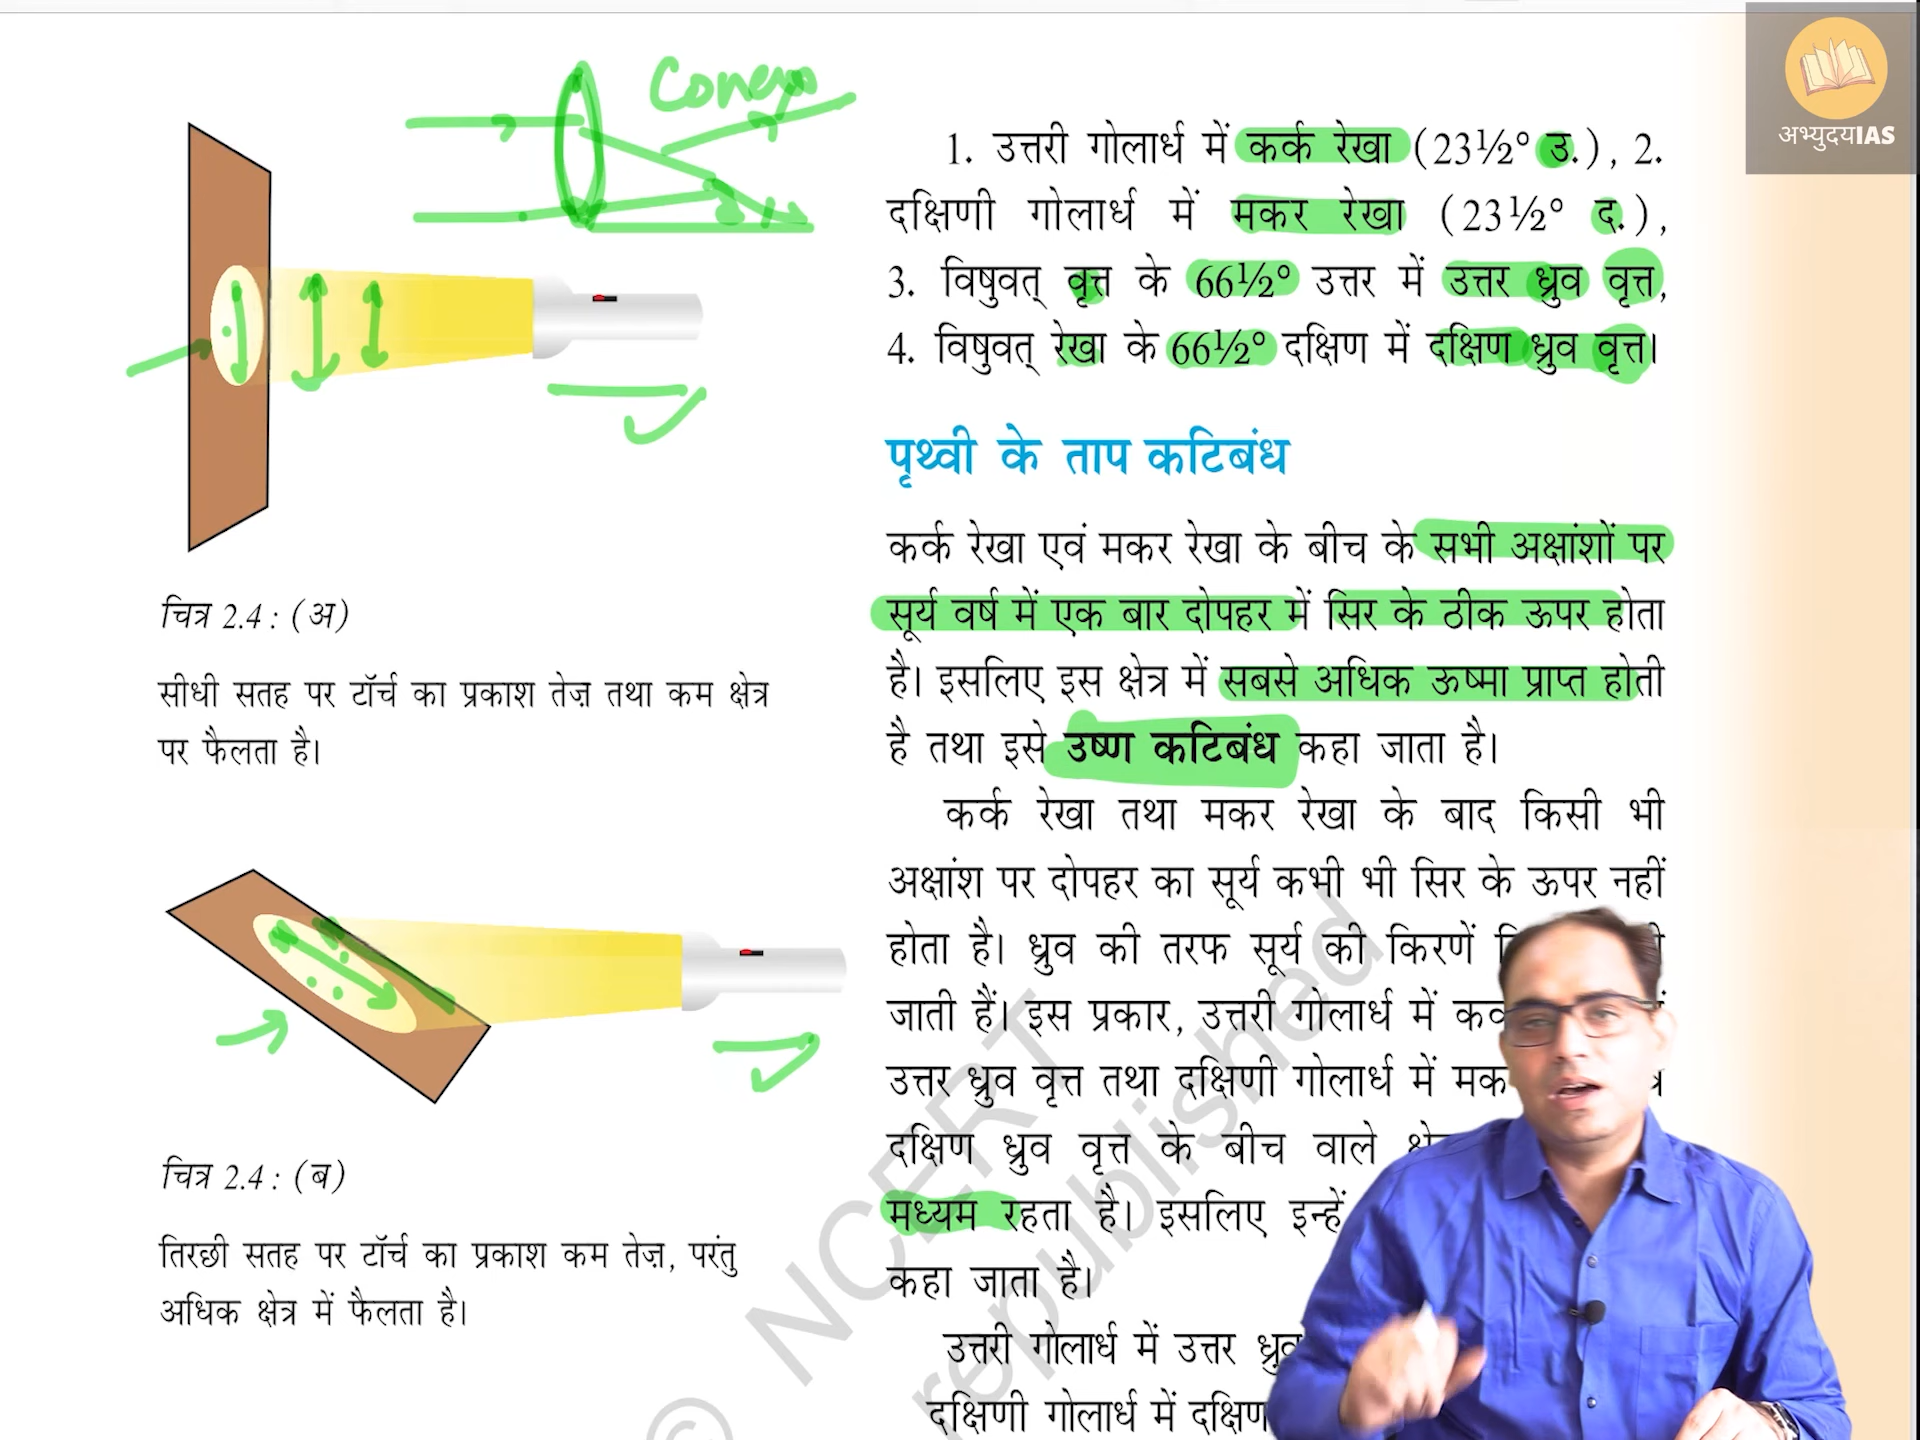 Convex
अभ्युदयIAS
1. उत्तरी गोलार्ध में कर्क रेखा (23½° उ.), 2.
दक्षिणी गोलार्ध में मकर रेखा (23½° द.),
3. विषुवत् वृत्त के 66½° उत्तर में उत्तर ध्रुव वृत्त,
4. विषुवत् रेखा के 66½° दक्षिण में दक्षिण ध्रुव वृत्त।
पृथ्वी के ताप कटिबंध
कर्क रेखा एवं मकर रेखा के बीच के सभी अक्षांशों पर
सूर्य वर्ष में एक बार दोपहर में सिर के ठीक ऊपर होता
है। इसलिए इस क्षेत्र में सबसे अधिक ऊष्मा प्राप्त होती
है तथा इसे उष्ण कटिबंध कहा जाता है।
कर्क रेखा तथा मकर रेखा के बाद किसी भी
अक्षांश पर दोपहर का सूर्य कभी भी सिर के ऊपर नहीं
होता है। ध्रुव की तरफ सूर्य की किरणें
जाती हैं। इस प्रकार, उत्तरी गोलार्ध में
उत्तर ध्रुव वृत्त तथा दक्षिणी गोलार्ध में
दक्षिण ध्रुव वृत्त के बीच वाले
मध्यम रहता है। इसलिए इन्हें
कहा जाता है।
उत्तरी गोलार्ध में उत्तर
दक्षिणी गोलार्ध में दक्षिण
चित्र 2.4 : (अ)
सीधी सतह पर टॉर्च का प्रकाश तेज़ तथा कम क्षेत्र
पर फैलता है।
चित्र 2.4 : (ब)
तिरछी सतह पर टॉर्च का प्रकाश कम तेज़, परंतु
अधिक क्षेत्र में फैलता है।
© NCERT
republished